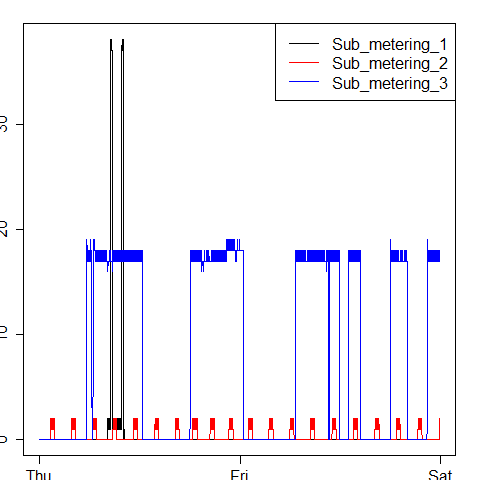 Sub_metering_1
Sub_metering_2
Sub_metering_3
30
20
10
0
Thu
Fri
Sat